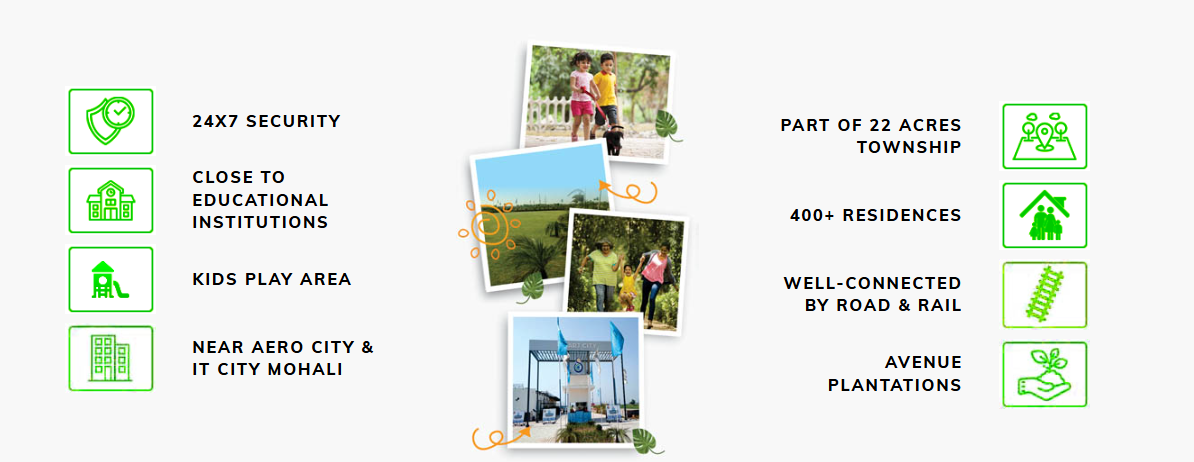 24X7 SECURITY
CLOSE TO
EDUCATIONAL
INSTITUTIONS
KIDS PLAY AREA
NEAR AERO CITY &
IT CITY MOHALI
PART OF 22 ACRES
TOWNSHIP
400+ RESIDENCES
WELL-CONNECTED
BY ROAD & RAIL
AVENUE
PLANTATIONS